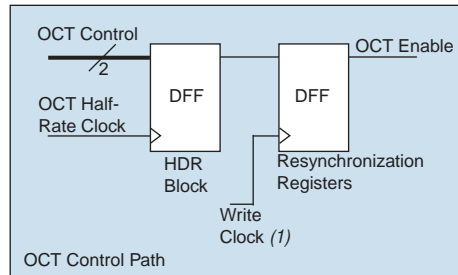 OCT Control
OCT Enable
2
DFF
DFF
OCT Half-
Rate Clock
HDR
Block
Resynchronization
Registers
Write
Clock (1)
OCT Control Path